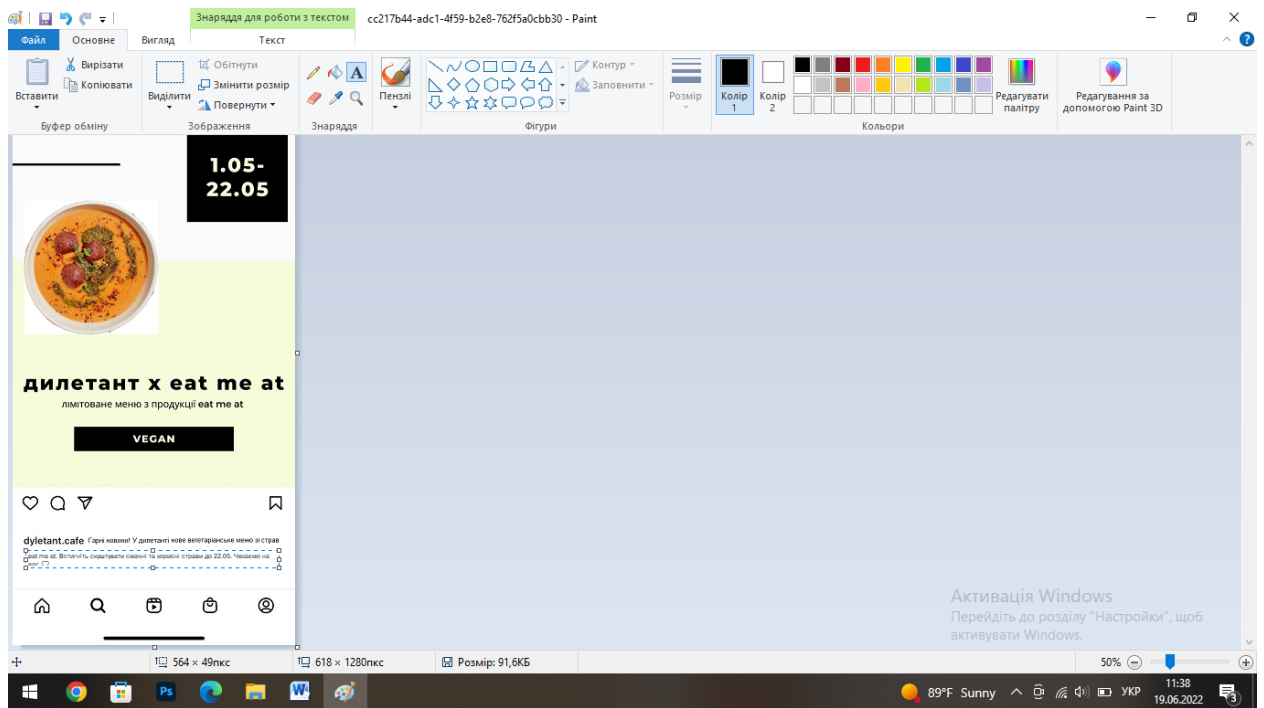 Знаряддя для роботи з текстом
cc217b44-adc1-4f59-b2e8-762f5a0cbb30 - Paint
Файл Основне Вигляд Текст
Вставити
Вирізати
Копіювати
Буфер обміну
Виділити
Обітнути
Змінити розмір
Повернути
Зображення
A
Знаряддя
Пензлі
Контур
Заповнити
Фігури
Розмір
Колір 1
Колір 2
Кольори
Редагувати палітру
Редагування за допомогою Paint 3D
1.05-
22.05
дилетант x eat me at
лімітоване меню з продукції eat me at
VEGAN
dyletant.cafe Гарні новини! У дилетанті нове вегетаріанське меню зі страв
eat me at. Встигніть скуштувати смачні та корисні страви до 22.05. Чекаємо на
вас
Активація Windows
Перейдіть до розділу "Настройки", щоб
активувати Windows.
564 × 49пкс 618 × 1280пкс Розмір: 91,6КБ 50%
Ps W 89°F Sunny УКР 11:38
19.06.2022
3